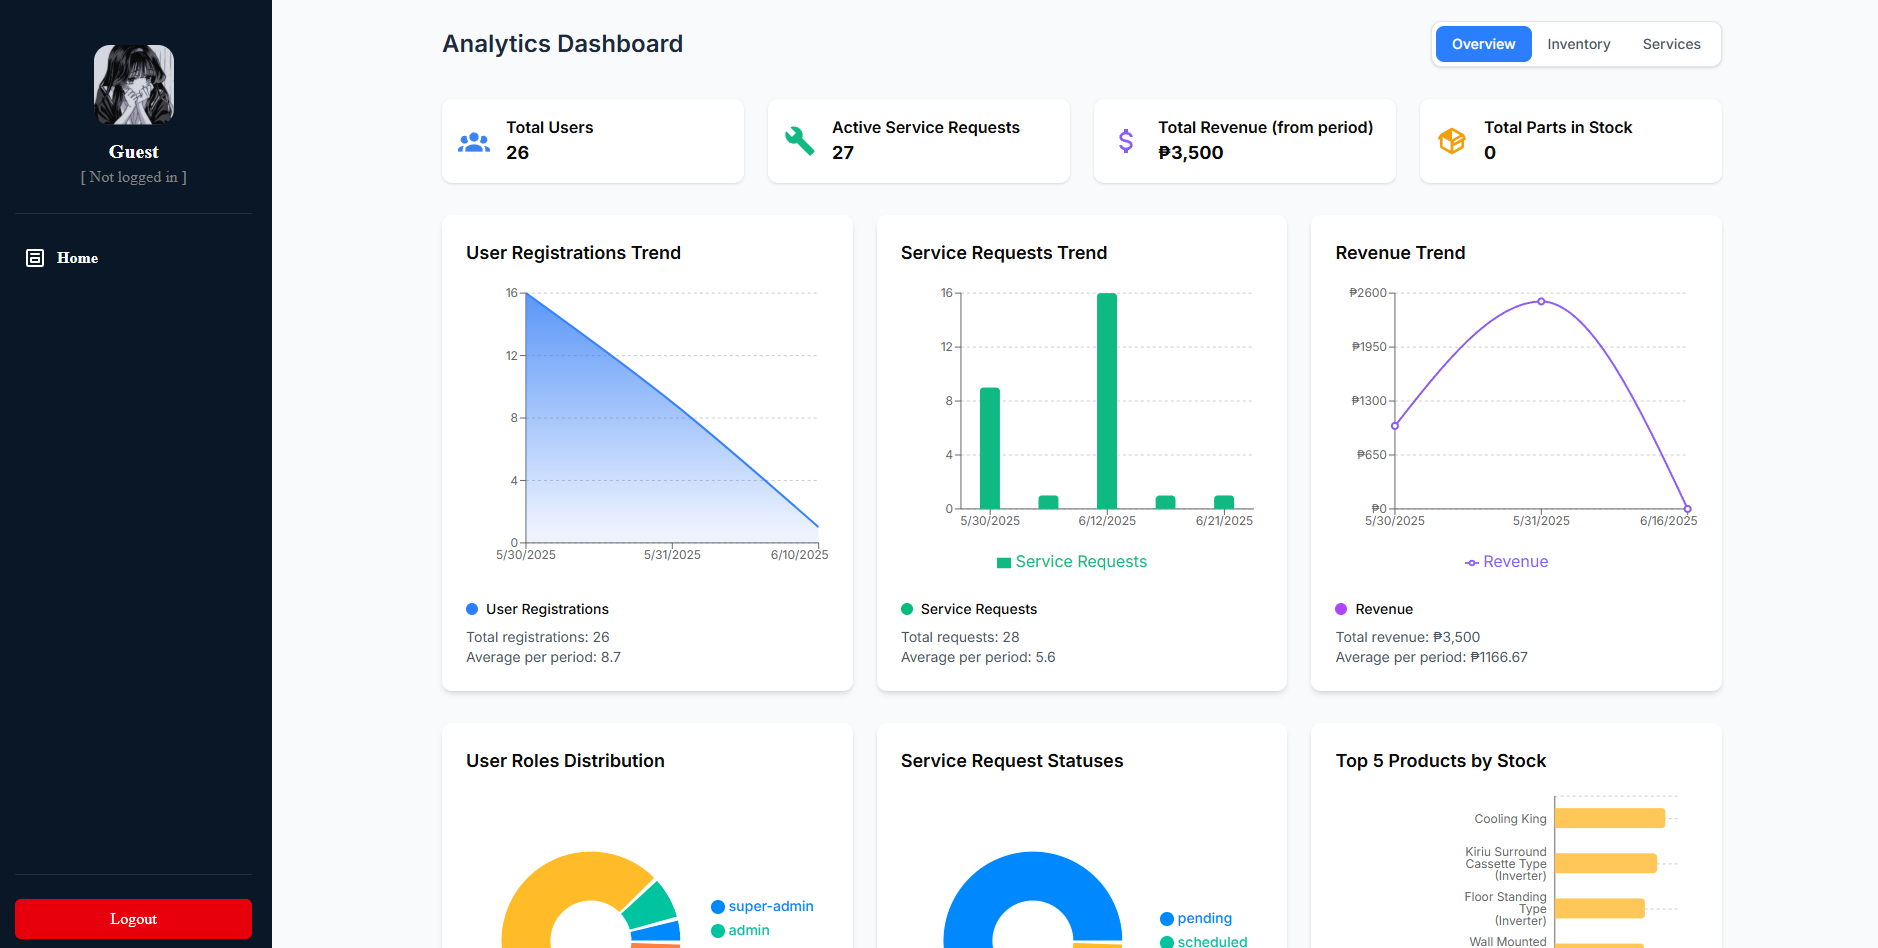 Guest
[ Not logged in ]
Home
Logout
Analytics Dashboard
Overview
Inventory
Services
Total Users
26
Active Service Requests
27
Total Revenue (from period)
₱3,500
Total Parts in Stock
0
User Registrations Trend
16
12
8
4
0
5/30/2025
5/31/2025
6/10/2025
User Registrations
Total registrations: 26
Average per period: 8.7
Service Requests Trend
16
12
8
4
0
5/30/2025
6/12/2025
6/21/2025
Service Requests
Service Requests
Total requests: 28
Average per period: 5.6
Revenue Trend
₱2600
₱1950
₱1300
₱650
₱0
5/30/2025
5/31/2025
6/16/2025
Revenue
Revenue
Total revenue: ₱3,500
Average per period: ₱1166.67
User Roles Distribution
super-admin
admin
Service Request Statuses
pending
scheduled
Top 5 Products by Stock
Cooling King
Kiriu Surround
Cassette Type
(Inverter)
Floor Standing
Type
(Inverter)
Wall Mounted